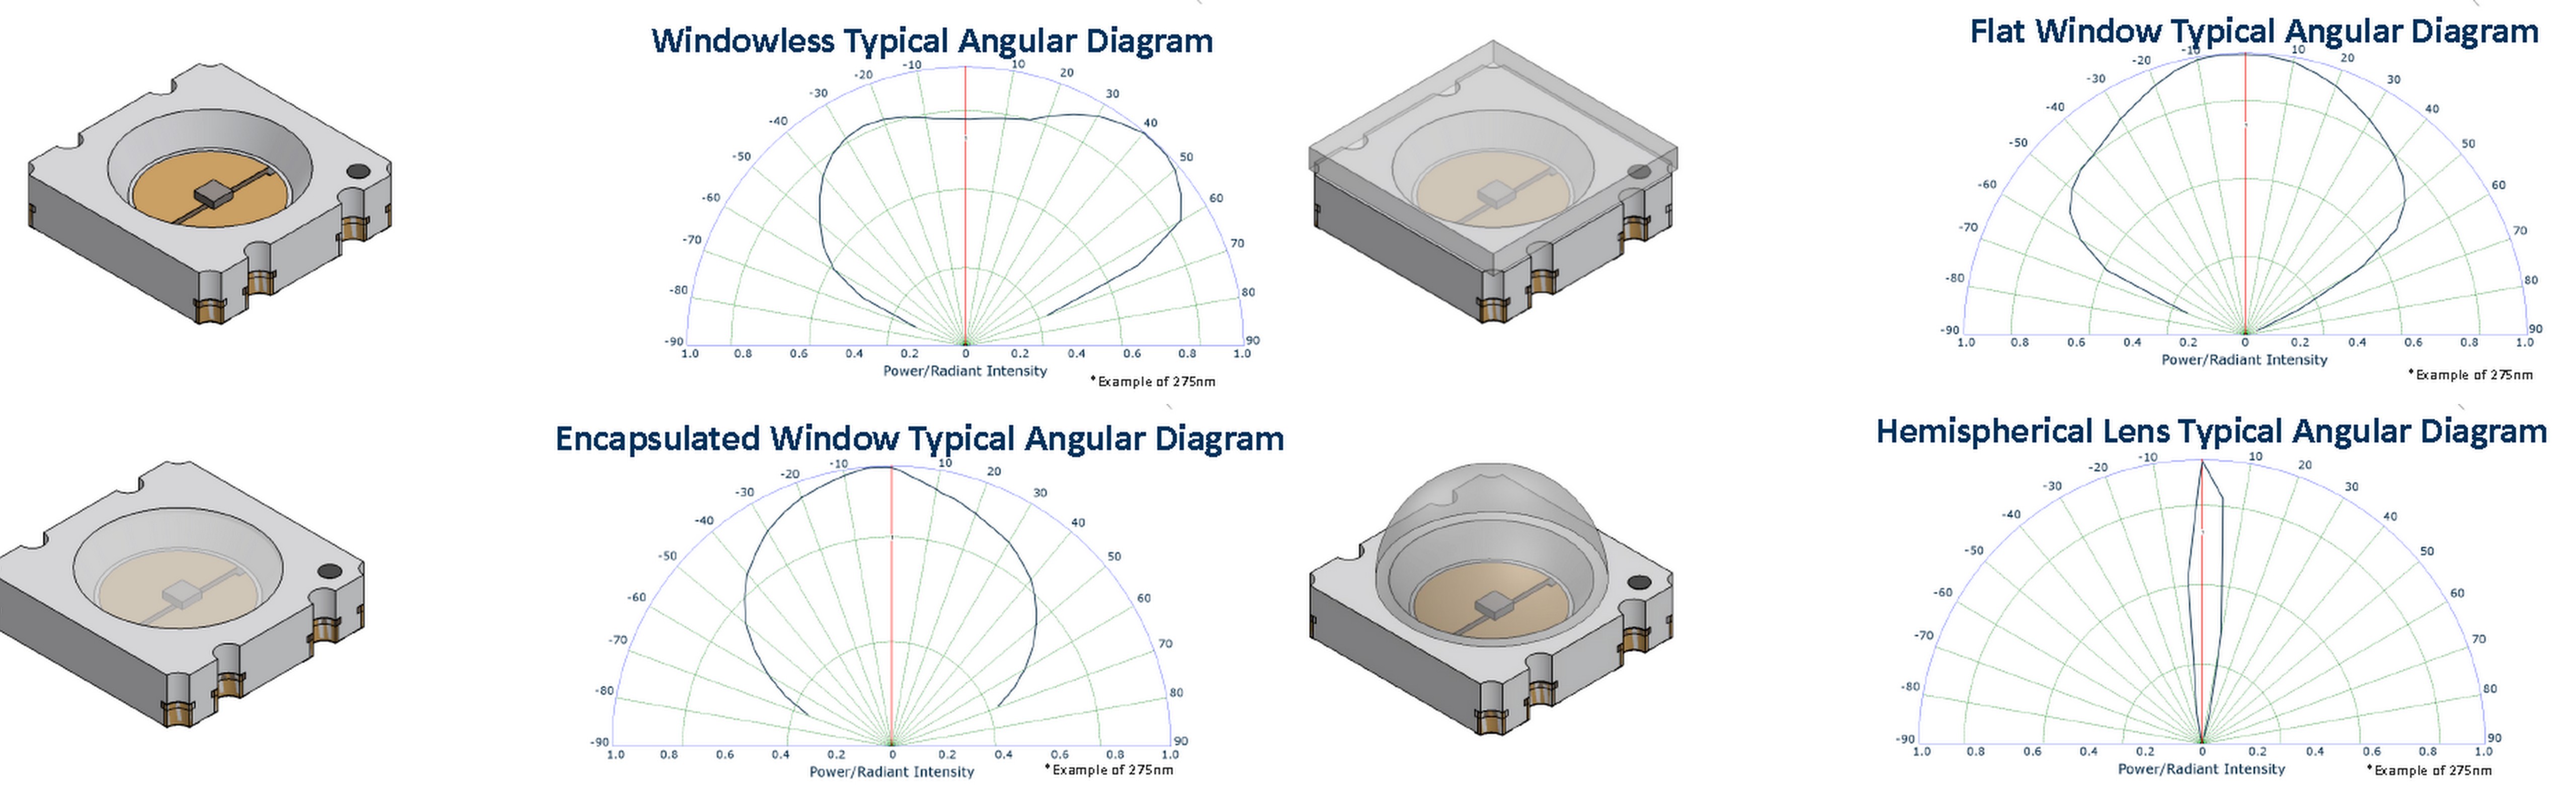 Windowless Typical Angular Diagram
-10 10
-20 20
-30 30
-40 40
-50 50
-60 60
-70 70
-80 80
-90 90
1.0 0.8 0.6 0.4 0.2 0 0.2 0.4 0.6 0.8 1.0
Power/Radiant Intensity
*Example of 275nm
Flat Window Typical Angular Diagram
-10 10
-20 20
-30 30
-40 40
-50 50
-60 60
-70 70
-80 80
-90 90
1.0 0.8 0.6 0.4 0.2 0 0.2 0.4 0.6 0.8 1.0
Power/Radiant Intensity
*Example of 275nm
Encapsulated Window Typical Angular Diagram
-10 10
-20 20
-30 30
-40 40
-50 50
-60 60
-70 70
-80 80
-90 90
1.0 0.8 0.6 0.4 0.2 0 0.2 0.4 0.6 0.8 1.0
Power/Radiant Intensity
*Example of 275nm
Hemispherical Lens Typical Angular Diagram
-10 10
-20 20
-30 30
-40 40
-50 50
-60 60
-70 70
-80 80
-90 90
1.0 0.8 0.6 0.4 0.2 0 0.2 0.4 0.6 0.8 1.0
Power/Radiant Intensity
*Example of 275nm